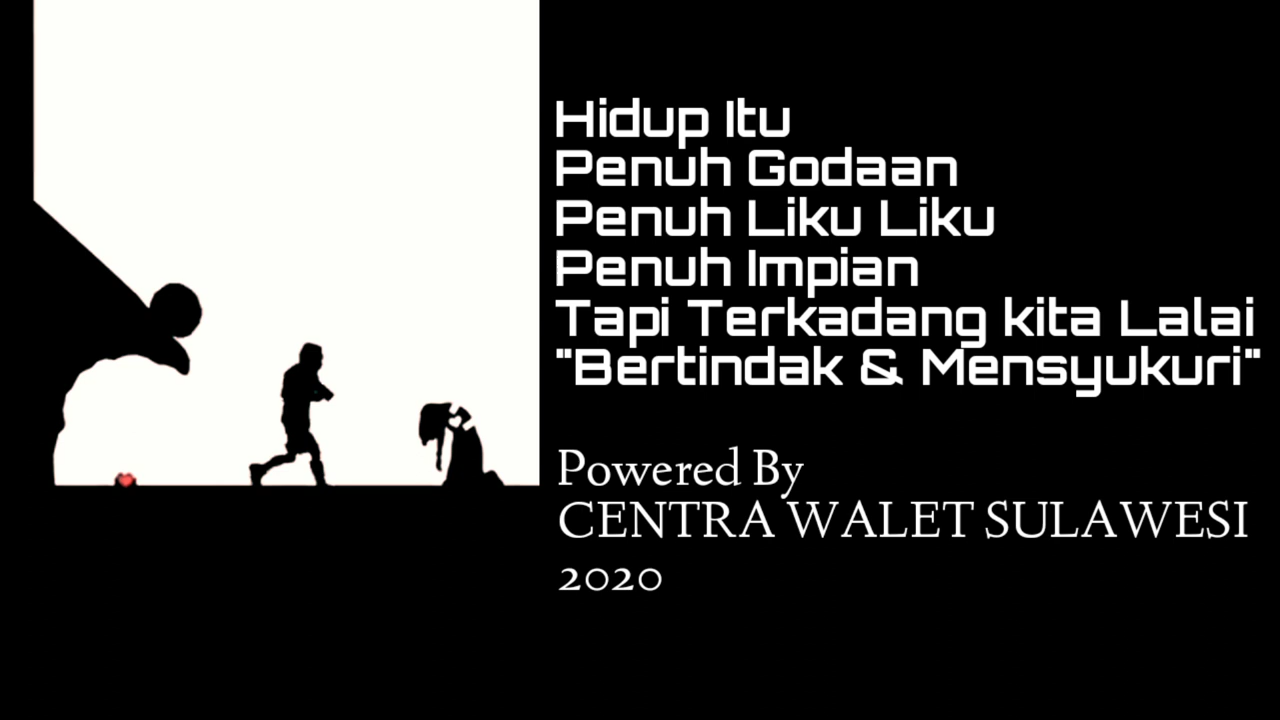 Hidup Itu
Penuh Godaan
Penuh Liku Liku
Penuh Impian
Tapi Terkadang kita Lalai
"Bertindak & Mensyukuri"
Powered By
CENTRA WALET SULAWESI
2020